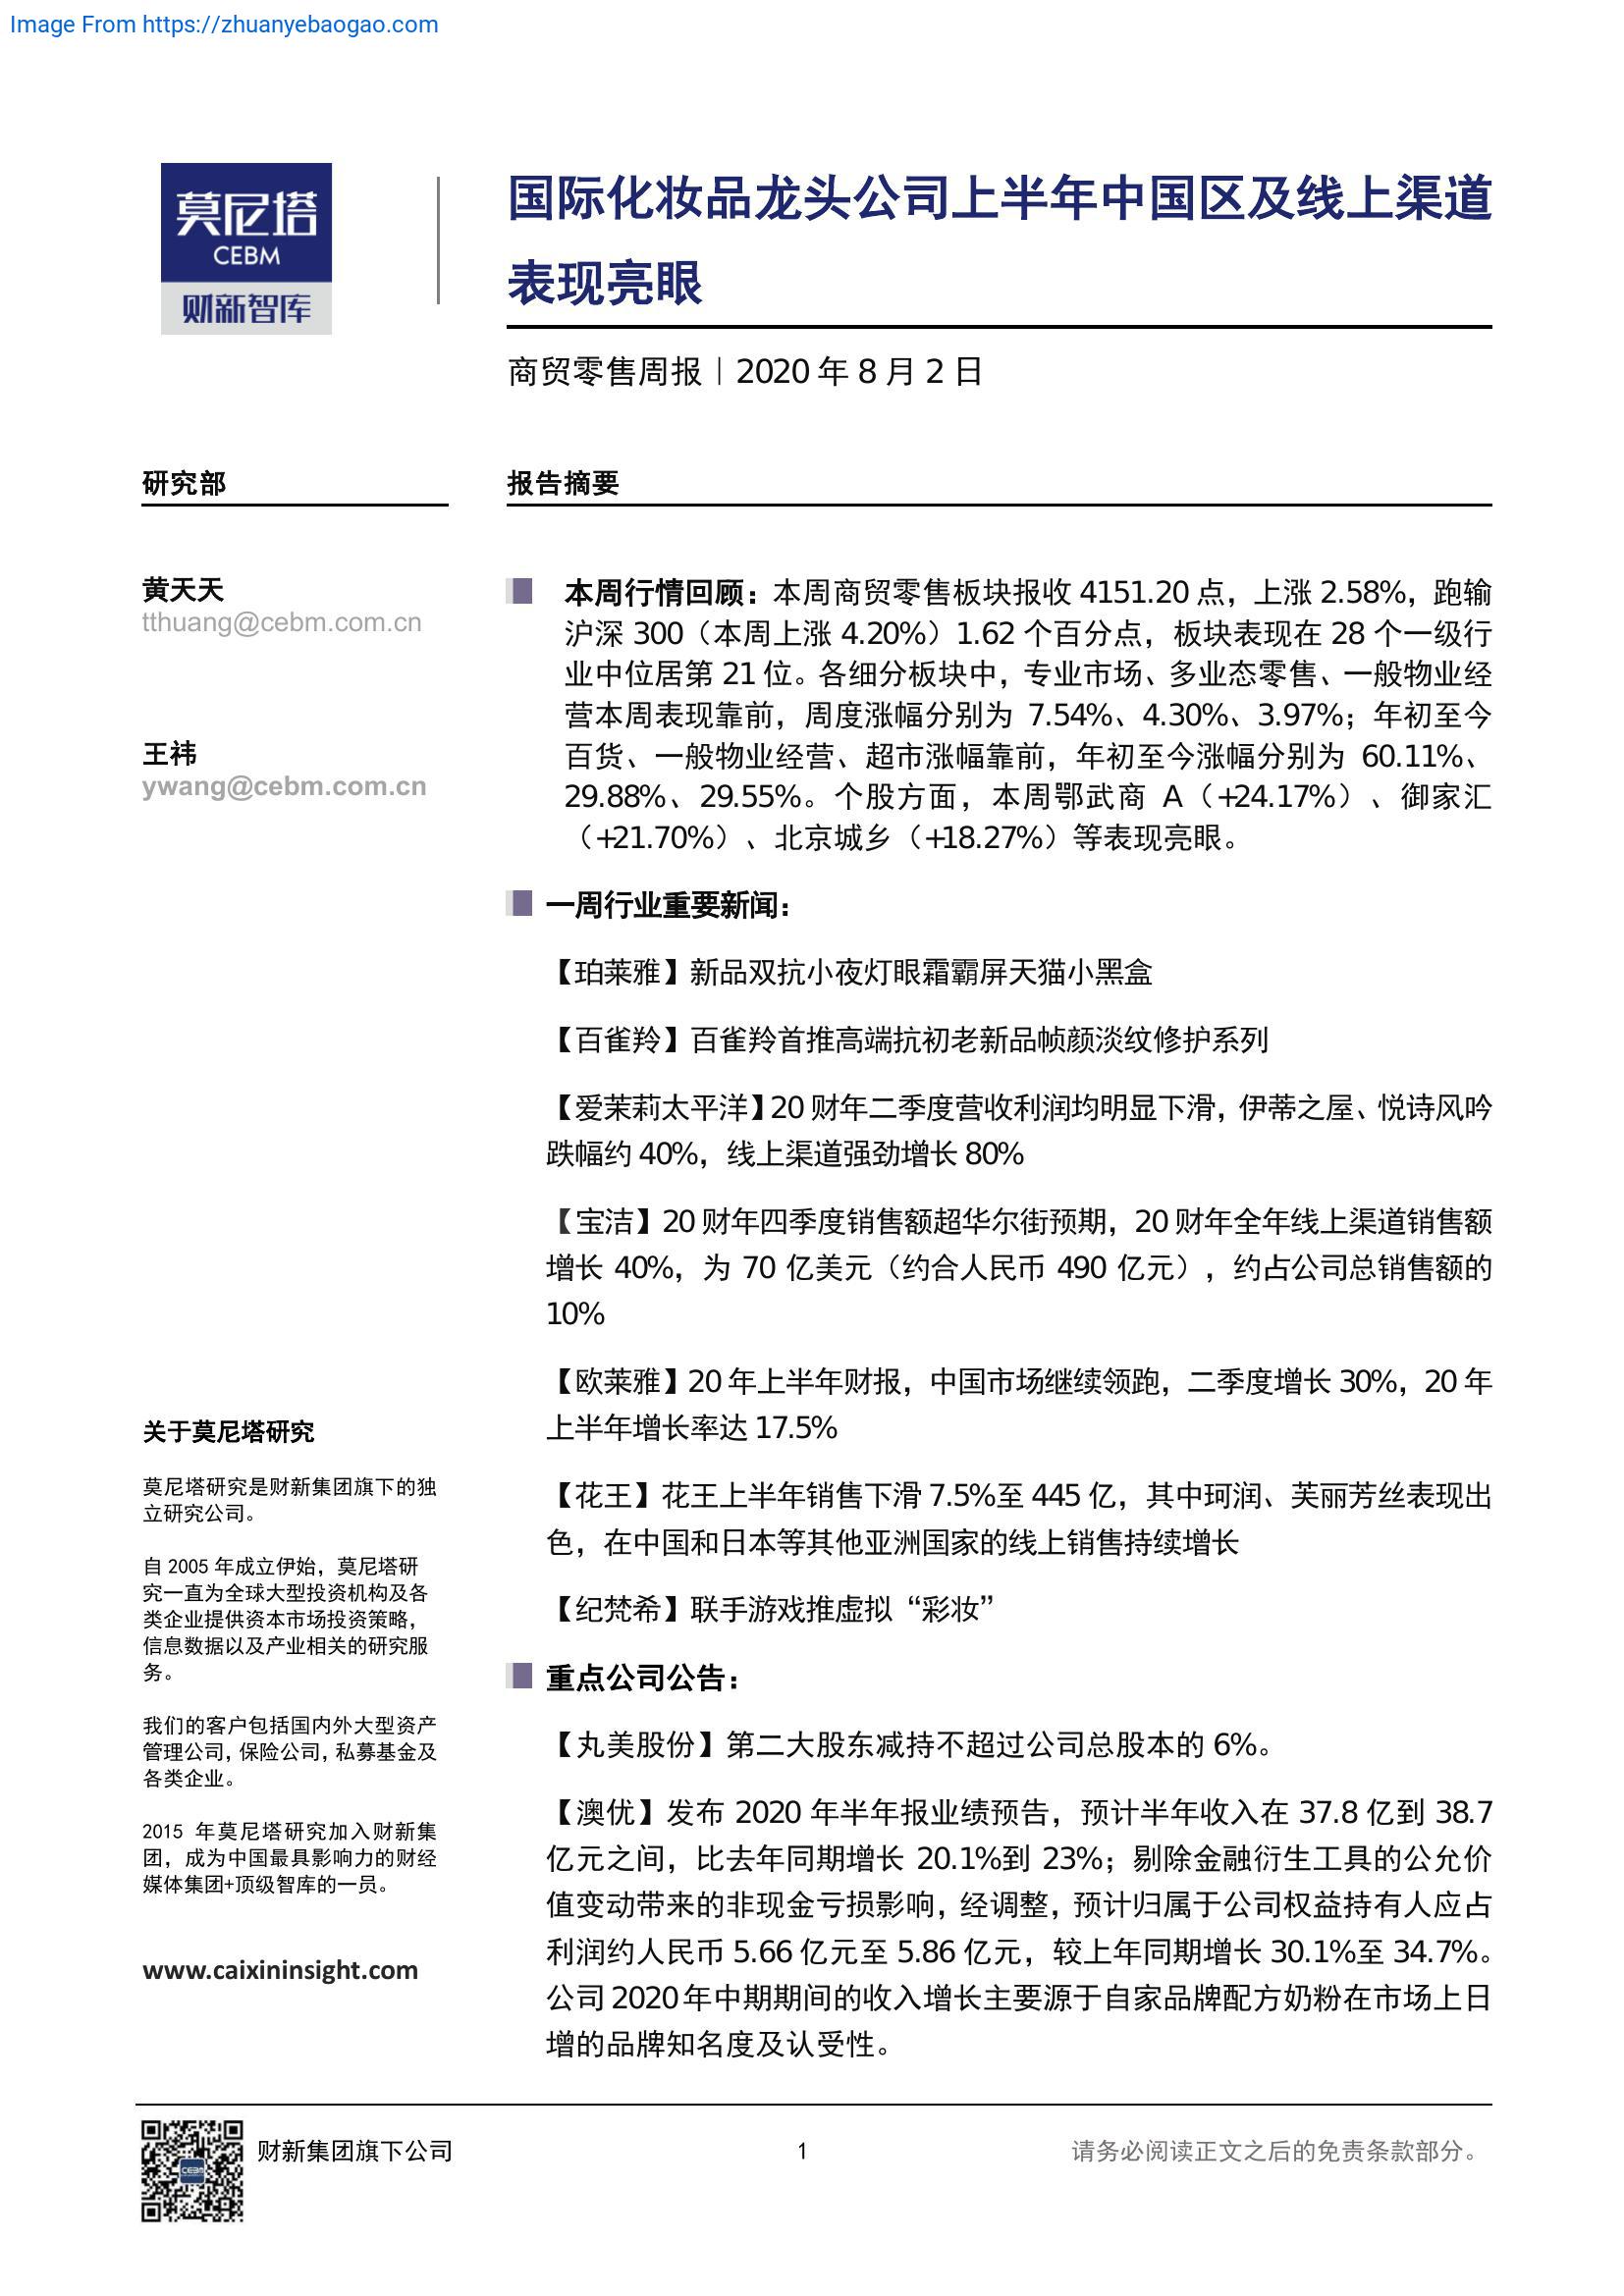 Image From https://zhuanyebaogao.com
莫尼塔
CEBM
财新智库
国际化妆品龙头公司上半年中国区及线上渠道
表现亮眼
商贸零售周报｜2020 年 8 月 2 日
研究部
黄天天
tthuang@cebm.com.cn
王祎
ywang@cebm.com.cn
关于莫尼塔研究
莫尼塔研究是财新集团旗下的独
立研究公司。
自 2005 年成立伊始，莫尼塔研
究一直为全球大型投资机构及各
类企业提供资本市场投资策略，
信息数据以及产业相关的研究服
务。
我们的客户包括国内外大型资产
管理公司，保险公司，私募基金及
各类企业。
2015 年莫尼塔研究加入财新集
团，成为中国最具影响力的财经
媒体集团+顶级智库的一员。
www.caixininsight.com
报告摘要
本周行情回顾：本周商贸零售板块报收 4151.20 点，上涨 2.58%，跑输
沪深 300（本周上涨 4.20%）1.62 个百分点，板块表现在 28 个一级行
业中位居第 21 位。各细分板块中，专业市场、多业态零售、一般物业经
营本周表现靠前，周度涨幅分别为 7.54%、4.30%、3.97%；年初至今
百货、一般物业经营、超市涨幅靠前，年初至今涨幅分别为 60.11%、
29.88%、29.55%。个股方面，本周鄂武商 A（+24.17%）、御家汇
（+21.70%）、北京城乡（+18.27%）等表现亮眼。
一周行业重要新闻：
【珀莱雅】新品双抗小夜灯眼霜霸屏天猫小黑盒
【百雀羚】百雀羚首推高端抗初老新品帧颜淡纹修护系列
【爱茉莉太平洋】20 财年二季度营收利润均明显下滑，伊蒂之屋、悦诗风吟
跌幅约 40%，线上渠道强劲增长 80%
【宝洁】20 财年四季度销售额超华尔街预期，20 财年全年线上渠道销售额
增长 40%，为 70 亿美元（约合人民币 490 亿元），约占公司总销售额的
10%
【欧莱雅】20 年上半年财报，中国市场继续领跑，二季度增长 30%，20 年
上半年增长率达 17.5%
【花王】花王上半年销售下滑 7.5%至 445 亿，其中珂润、芙丽芳丝表现出
色，在中国和日本等其他亚洲国家的线上销售持续增长
【纪梵希】联手游戏推虚拟“彩妆”
重点公司公告：
【丸美股份】第二大股东减持不超过公司总股本的 6%。
【澳优】发布 2020 年半年报业绩预告，预计半年收入在 37.8 亿到 38.7
亿元之间，比去年同期增长 20.1%到 23%；剔除金融衍生工具的公允价
值变动带来的非现金亏损影响，经调整，预计归属于公司权益持有人应占
利润约人民币 5.66 亿元至 5.86 亿元，较上年同期增长 30.1%至 34.7%。
公司 2020 年中期期间的收入增长主要源于自家品牌配方奶粉在市场上日
增的品牌知名度及认受性。
CEBM
财新集团旗下公司
1
请务必阅读正文之后的免责条款部分。